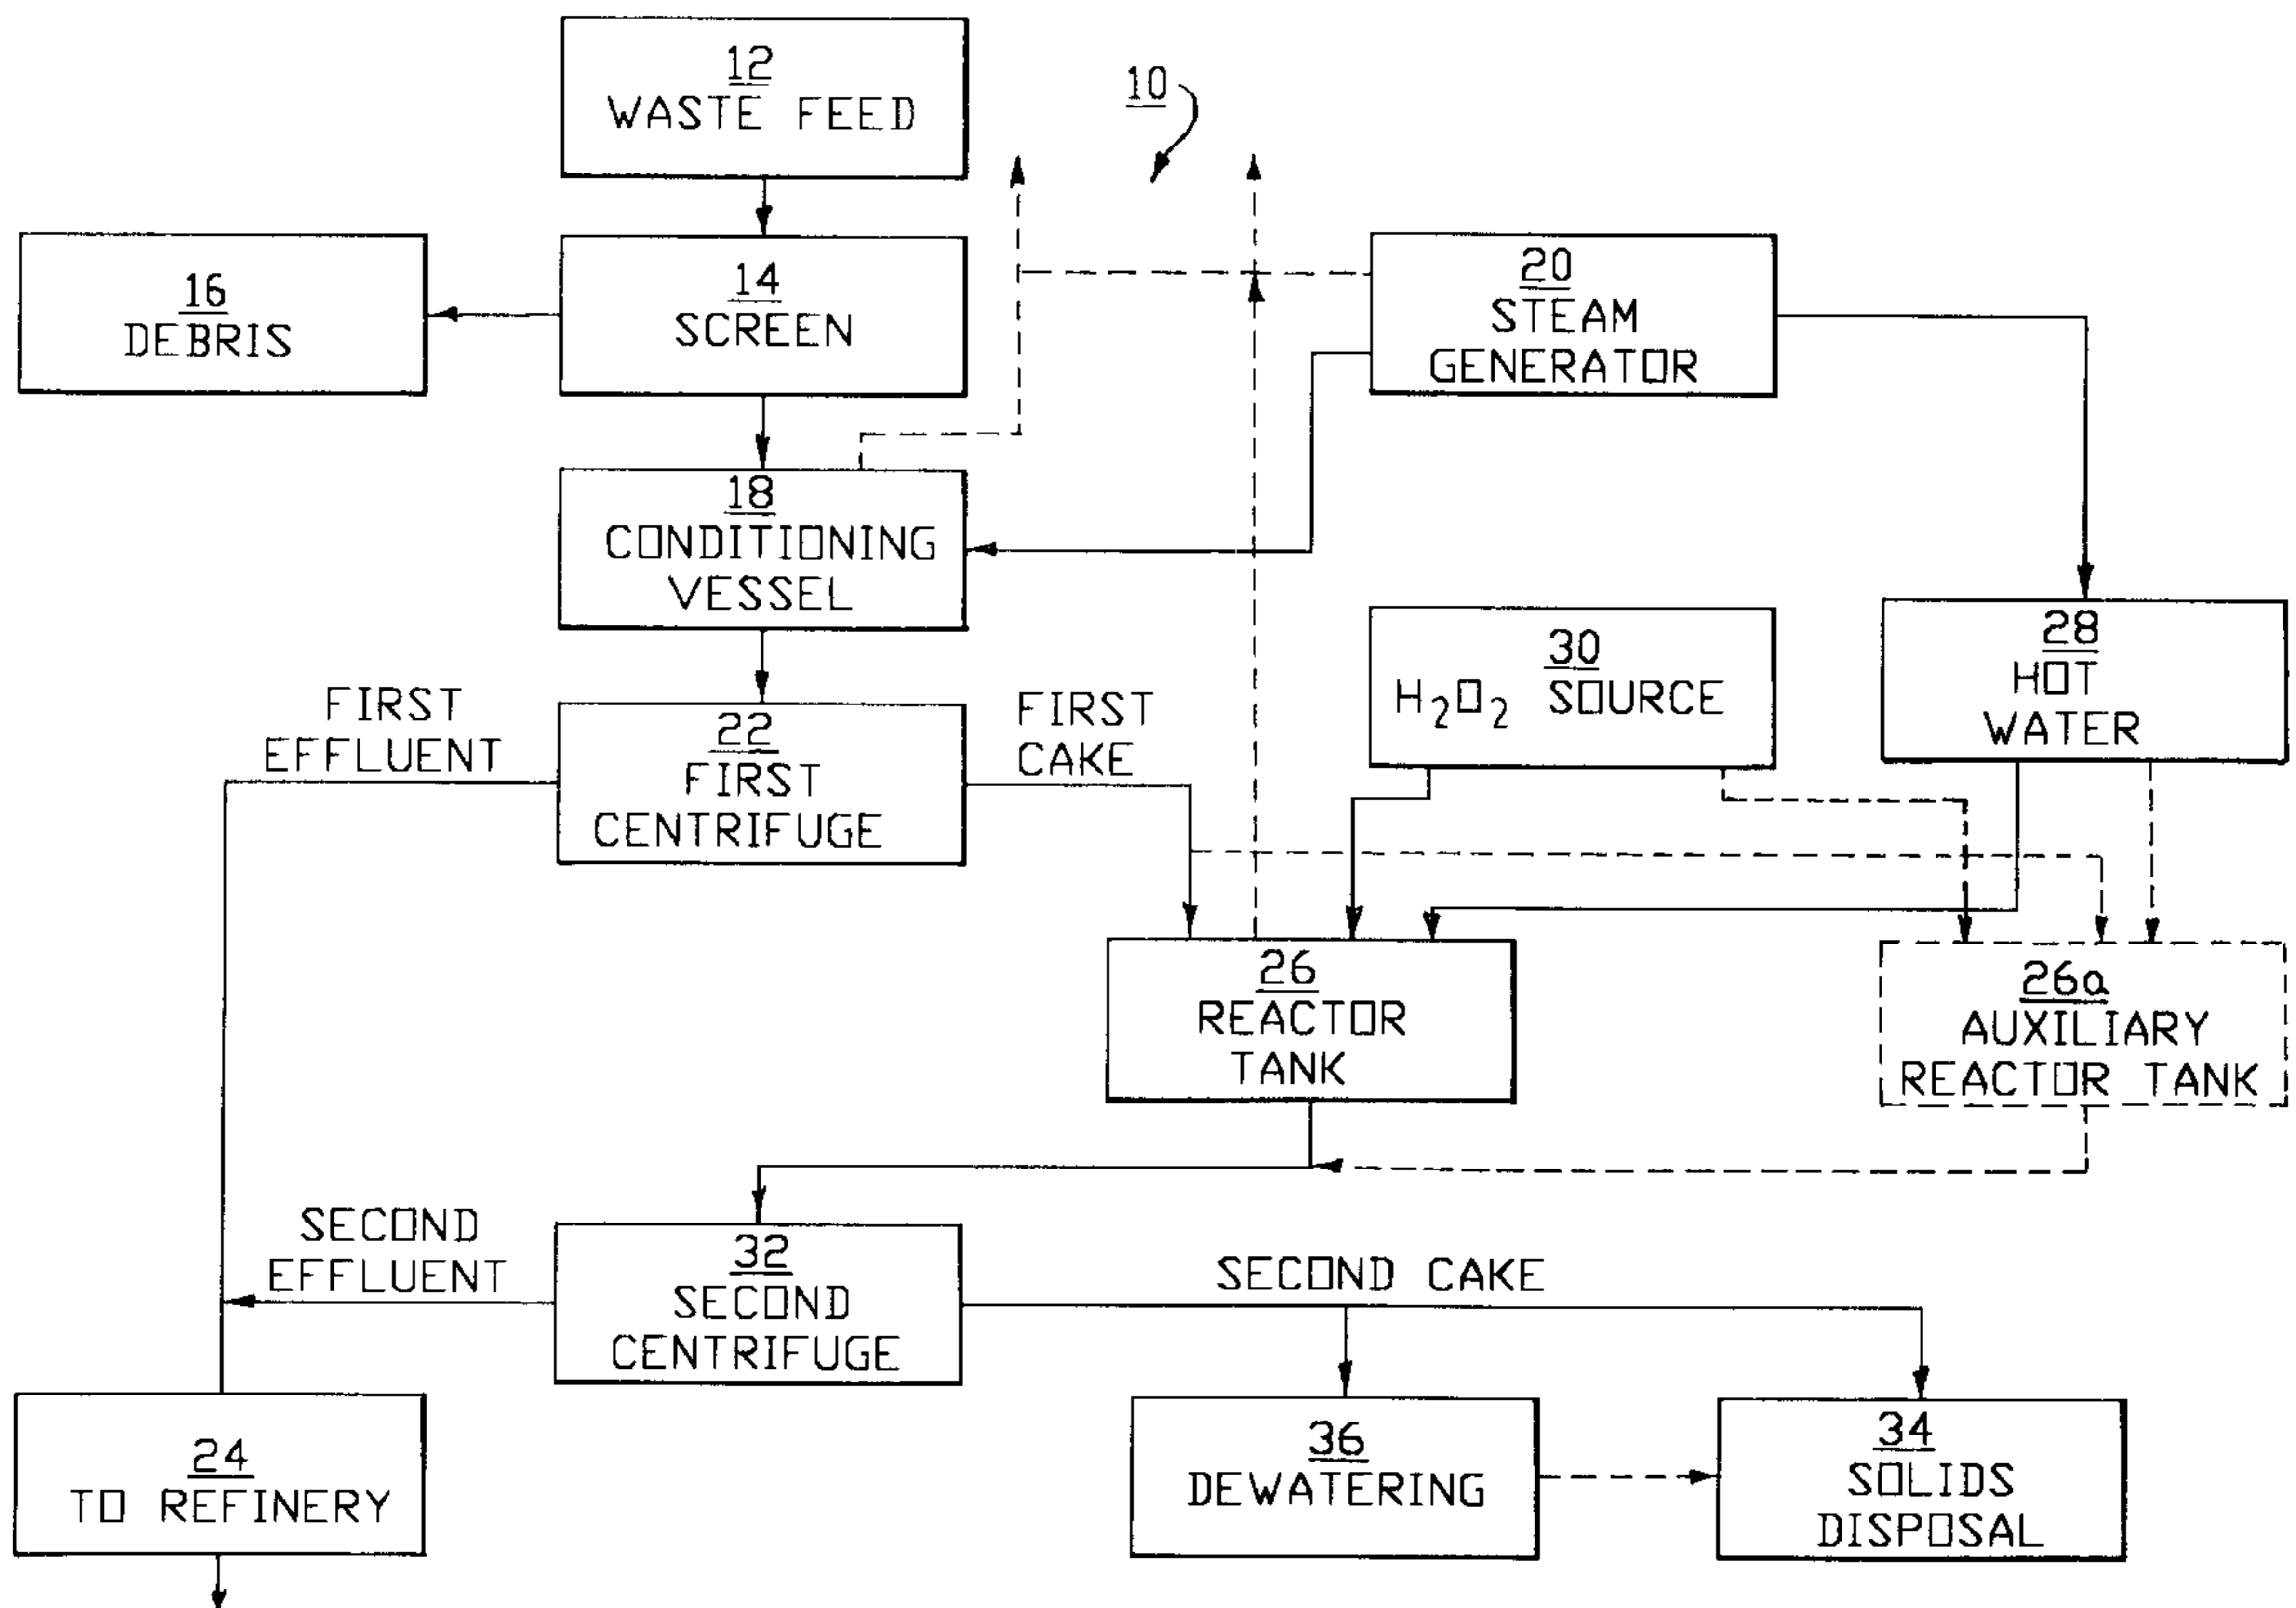 12
WASTE FEED
10
16
DEBRIS
14
SCREEN
20
STEAM
GENERATOR
18
CONDITIONING
VESSEL
30
H₂O₂ SOURCE
28
HOT
WATER
FIRST
EFFLUENT
22
FIRST
CENTRIFUGE
FIRST
CAKE
26
REACTOR
TANK
26a
AUXILIARY
REACTOR TANK
SECOND
EFFLUENT
32
SECOND
CENTRIFUGE
SECOND CAKE
24
TO REFINERY
36
DEWATERING
34
SOLIDS
DISPOSAL